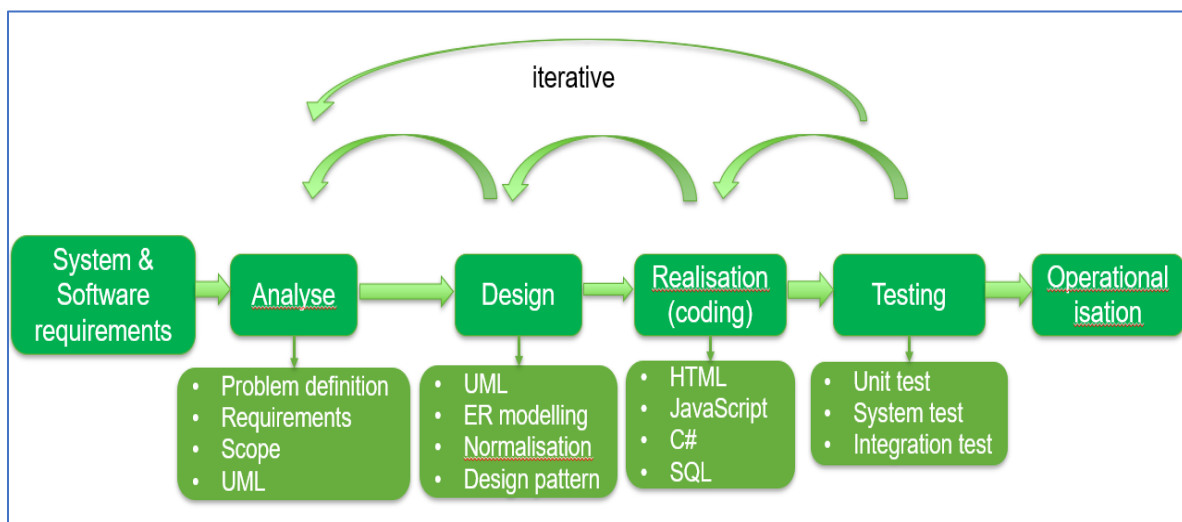 iterative
System &
Software
requirements
Analyse
Design
Realisation
(coding)
Testing
Operational
isation
• Problem definition
• Requirements
• Scope
• UML
• UML
• ER modelling
• Normalisation
• Design pattern
• HTML
• JavaScript
• C#
• SQL
• Unit test
• System test
• Integration test